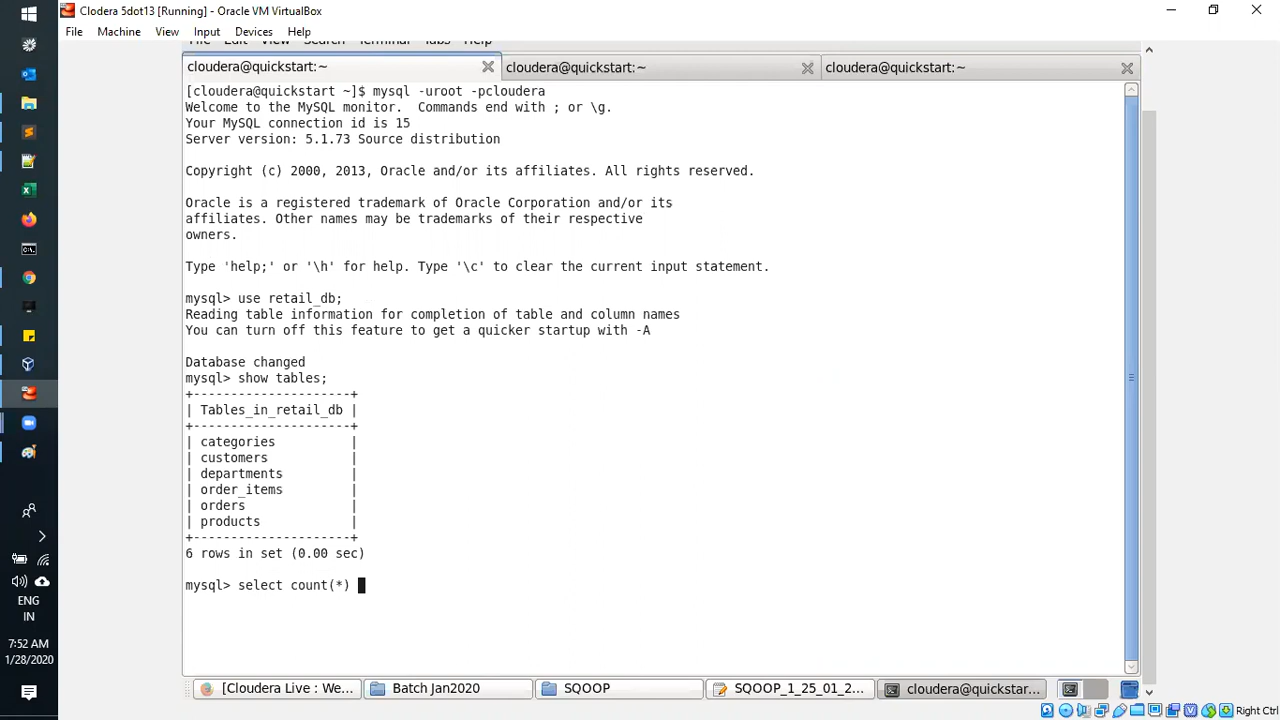 Clodera 5dot13 [Running] - Oracle VM VirtualBox
File Machine View Input Devices Help
File Edit View Search Terminal Tabs Help
cloudera@quickstart:~ cloudera@quickstart:~ cloudera@quickstart:~
[cloudera@quickstart ~]$ mysql -uroot -pcloudera
Welcome to the MySQL monitor.  Commands end with ; or \g.
Your MySQL connection id is 15
Server version: 5.1.73 Source distribution
Copyright (c) 2000, 2013, Oracle and/or its affiliates. All rights reserved.
Oracle is a registered trademark of Oracle Corporation and/or its
affiliates. Other names may be trademarks of their respective
owners.
Type 'help;' or '\h' for help. Type '\c' to clear the current input statement.
mysql> use retail_db;
Reading table information for completion of table and column names
You can turn off this feature to get a quicker startup with -A
Database changed
mysql> show tables;
+---------------------+
| Tables_in_retail_db |
+---------------------+
| categories          |
| customers           |
| departments         |
| order_items         |
| orders              |
| products            |
+---------------------+
6 rows in set (0.00 sec)
mysql> select count(*)
ENG
IN
7:52 AM
1/28/2020
[Cloudera Live : We... Batch Jan2020 SQOOP SQOOP_1_25_01_2... cloudera@quickstar...
Right Ctrl